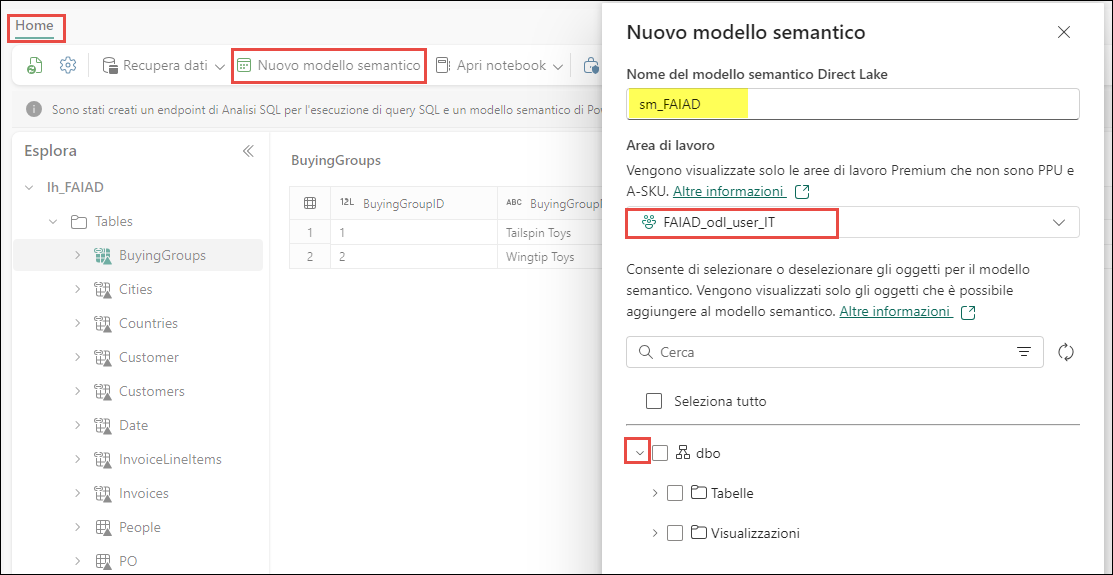 Home
Recupera dati
Nuovo modello semantico
Apri notebook
Sono stati creati un endpoint di Analisi SQL per l'esecuzione di query SQL e un modello semantico di
Esplora
lh_FAIAD
Tables
BuyingGroups
Cities
Countries
Customer
Customers
Date
InvoiceLineItems
Invoices
People
PO
BuyingGroups
12L BuyingGroupID ABC
1 1 Tailspin Toys
2 2 Wingtip Toys
Nuovo modello semantico
Nome del modello semantico Direct Lake
sm_FAIAD
Area di lavoro
Vengono visualizzate solo le aree di lavoro Premium che non sono PPU e
A-SKU. Altre informazioni
FAIAD_odl_user_IT
Consente di selezionare o deselezionare gli oggetti per il modello
semantico. Vengono visualizzati solo gli oggetti che è possibile
aggiungere al modello semantico. Altre informazioni
Cerca
Seleziona tutto
dbo
Tabelle
Visualizzazioni